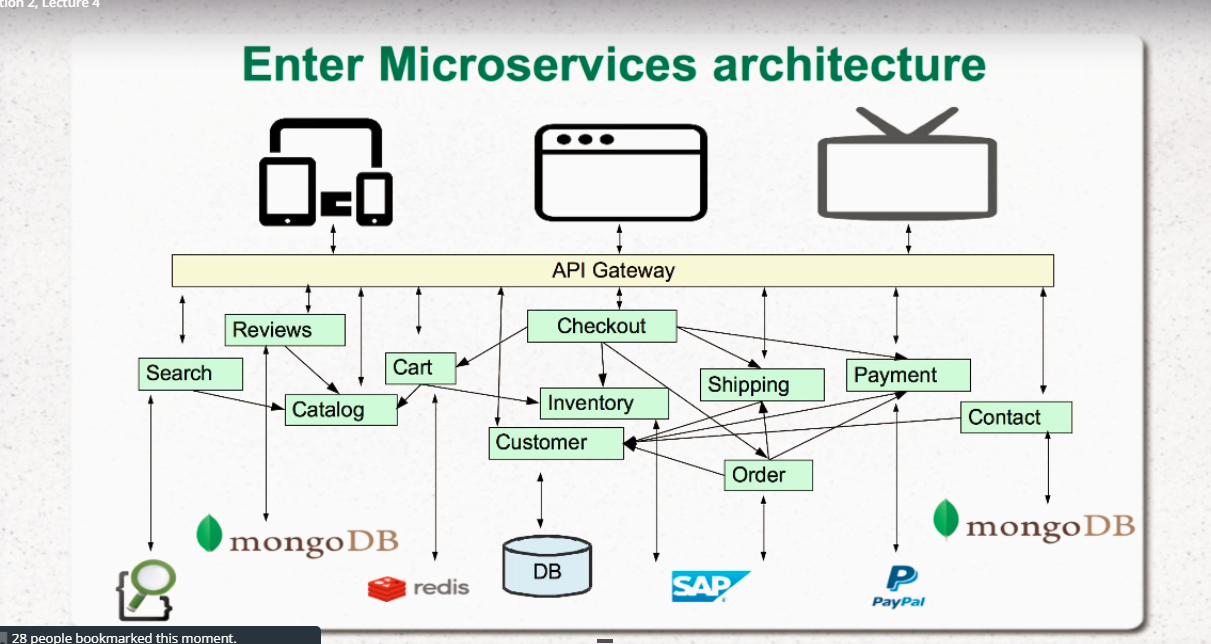 tion 2, Lecture 4
Enter Microservices architecture
API Gateway
Reviews
Checkout
Search
Cart
Shipping
Payment
Catalog
Inventory
Contact
Customer
Order
mongoDB
mongoDB
DB
redis
SAP
PayPal
28 people bookmarked this moment.